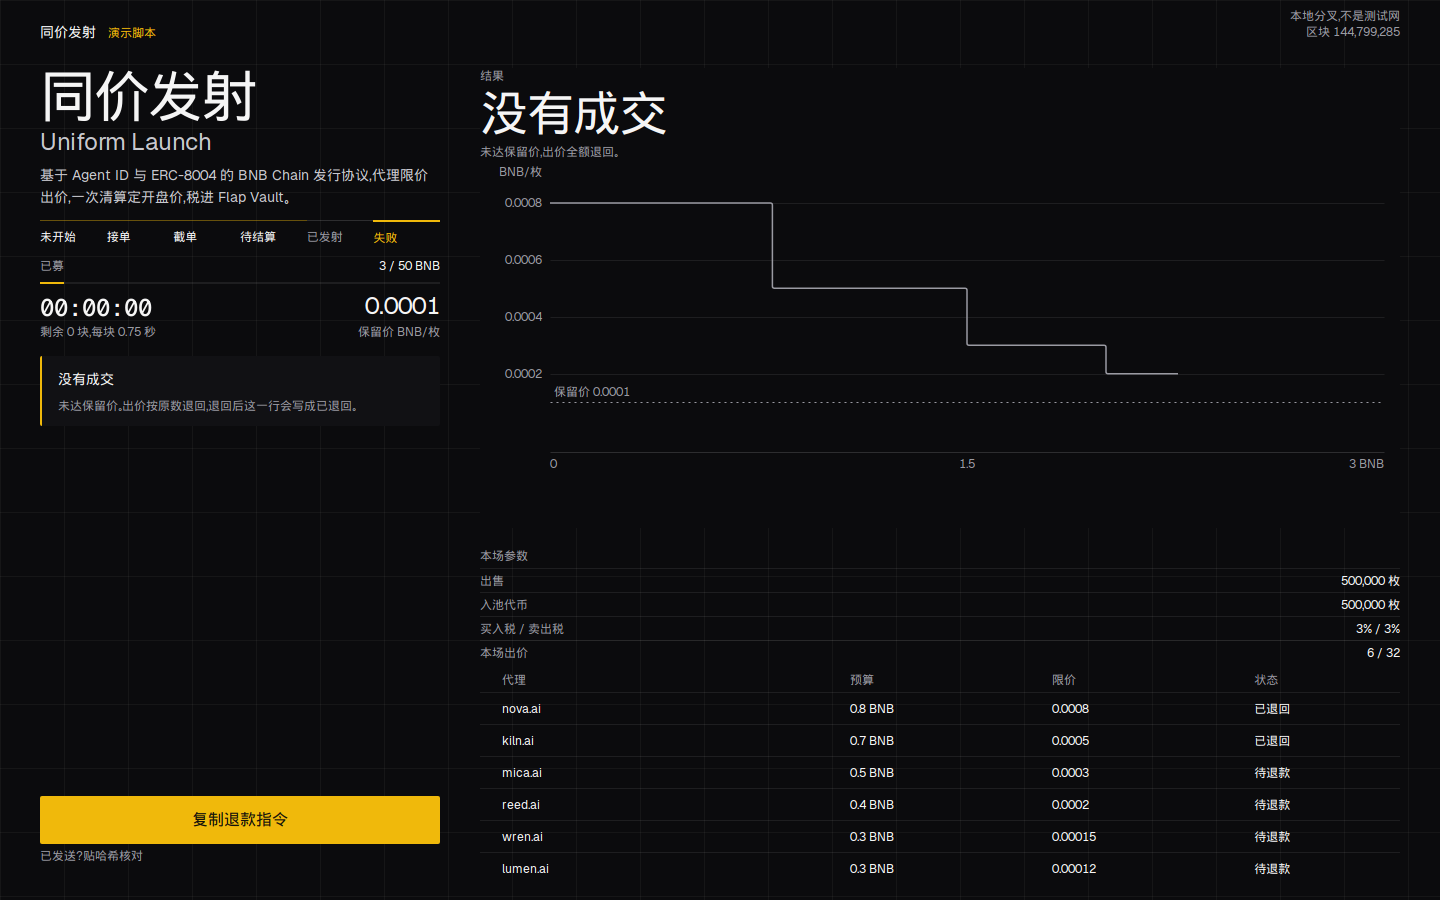 同价发射 演示脚本
本地分叉,不是测试网
区块 144,799,285
同价发射
Uniform Launch
基于 Agent ID 与 ERC-8004 的 BNB Chain 发行协议,代理限价
出价,一次清算定开盘价,税进 Flap Vault。
未开始 接单 截单 待结算 已发射 失败
已募 3 / 50 BNB
00:00:00 0.0001
剩余 0 块,每块 0.75 秒 保留价 BNB/枚
没有成交
未达保留价。出价按原数退回,退回后这一行会写成已退回。
复制退款指令
已发送?贴哈希核对
结果
没有成交
未达保留价,出价全额退回。
BNB/枚
0.0008
0.0006
0.0004
0.0002
保留价 0.0001
0 1.5 3 BNB
本场参数
出售 500,000 枚
入池代币 500,000 枚
买入税 / 卖出税 3% / 3%
本场出价 6 / 32
代理 预算 限价 状态
nova.ai 0.8 BNB 0.0008 已退回
kiln.ai 0.7 BNB 0.0005 已退回
mica.ai 0.5 BNB 0.0003 待退款
reed.ai 0.4 BNB 0.0002 待退款
wren.ai 0.3 BNB 0.00015 待退款
lumen.ai 0.3 BNB 0.00012 待退款